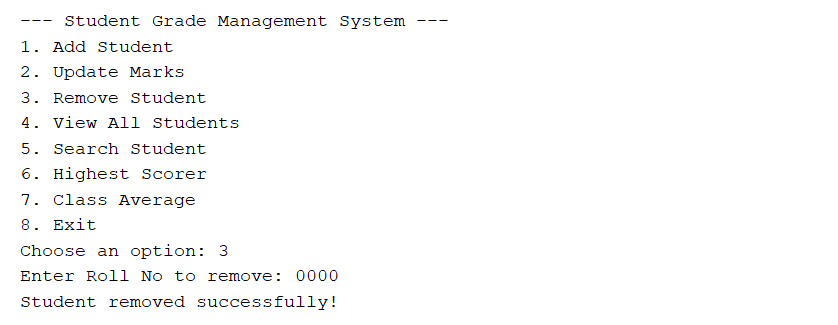 --- Student Grade Management System ---
1. Add Student
2. Update Marks
3. Remove Student
4. View All Students
5. Search Student
6. Highest Scorer
7. Class Average
8. Exit
Choose an option: 3
Enter Roll No to remove: 0000
Student removed successfully!